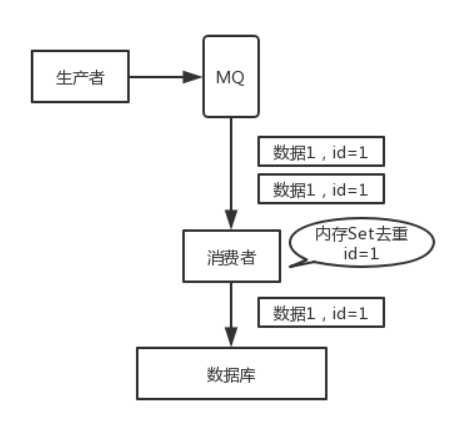 生产者
MQ
数据1，id=1
数据1，id=1
消费者
内存Set去重
id=1
数据1，id=1
数据库